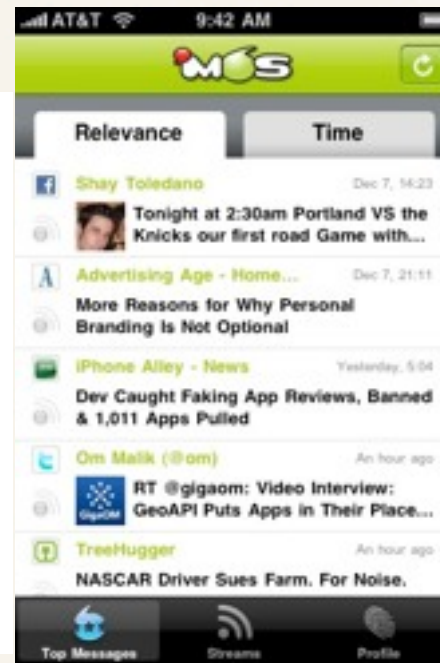 AT&T 9:42 AM
mOS
Relevance Time
Shay Toledano Dec 7, 14:23
Tonight at 2:30am Portland VS the
Knicks our first road Game with...
Advertising Age - Home... Dec 7, 21:11
More Reasons for Why Personal
Branding Is Not Optional
iPhone Alley - News Yesterday, 5:04
Dev Caught Faking App Reviews, Banned
& 1,011 Apps Pulled
Om Malik (@om) An hour ago
RT @gigaom: Video Interview:
GigaOM GeoAPI Puts Apps in Their Place...
TreeHugger An hour ago
NASCAR Driver Sues Farm. For Noise.
Top Messages Streams Profile